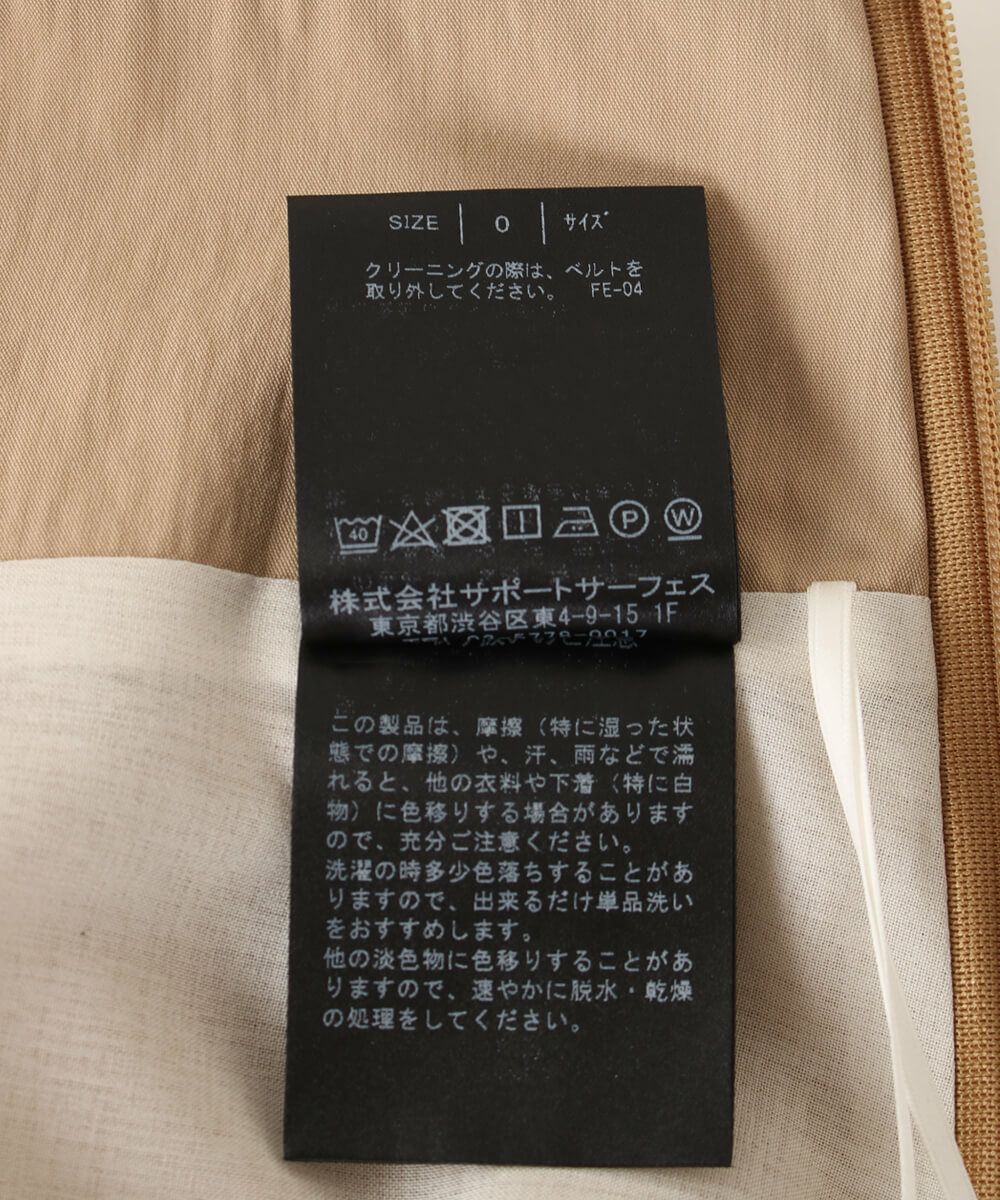 SIZE 0 サイズ
クリーニングの際は、ベルトを
取り外してください。 FE-04
40 P W
株式会社サポートサーフェス
東京都渋谷区東4-9-15 1F
この製品は、摩擦（特に湿った状
態での摩擦）や、汗、雨などで濡
れると、他の衣料や下着（特に白
物）に色移りする場合があります
ので、充分ご注意ください。
洗濯の時多少色落ちすることがあ
りますので、出来るだけ単品洗い
をおすすめします。
他の淡色物に色移りすることがあ
りますので、速やかに脱水・乾燥
の処理をしてください。